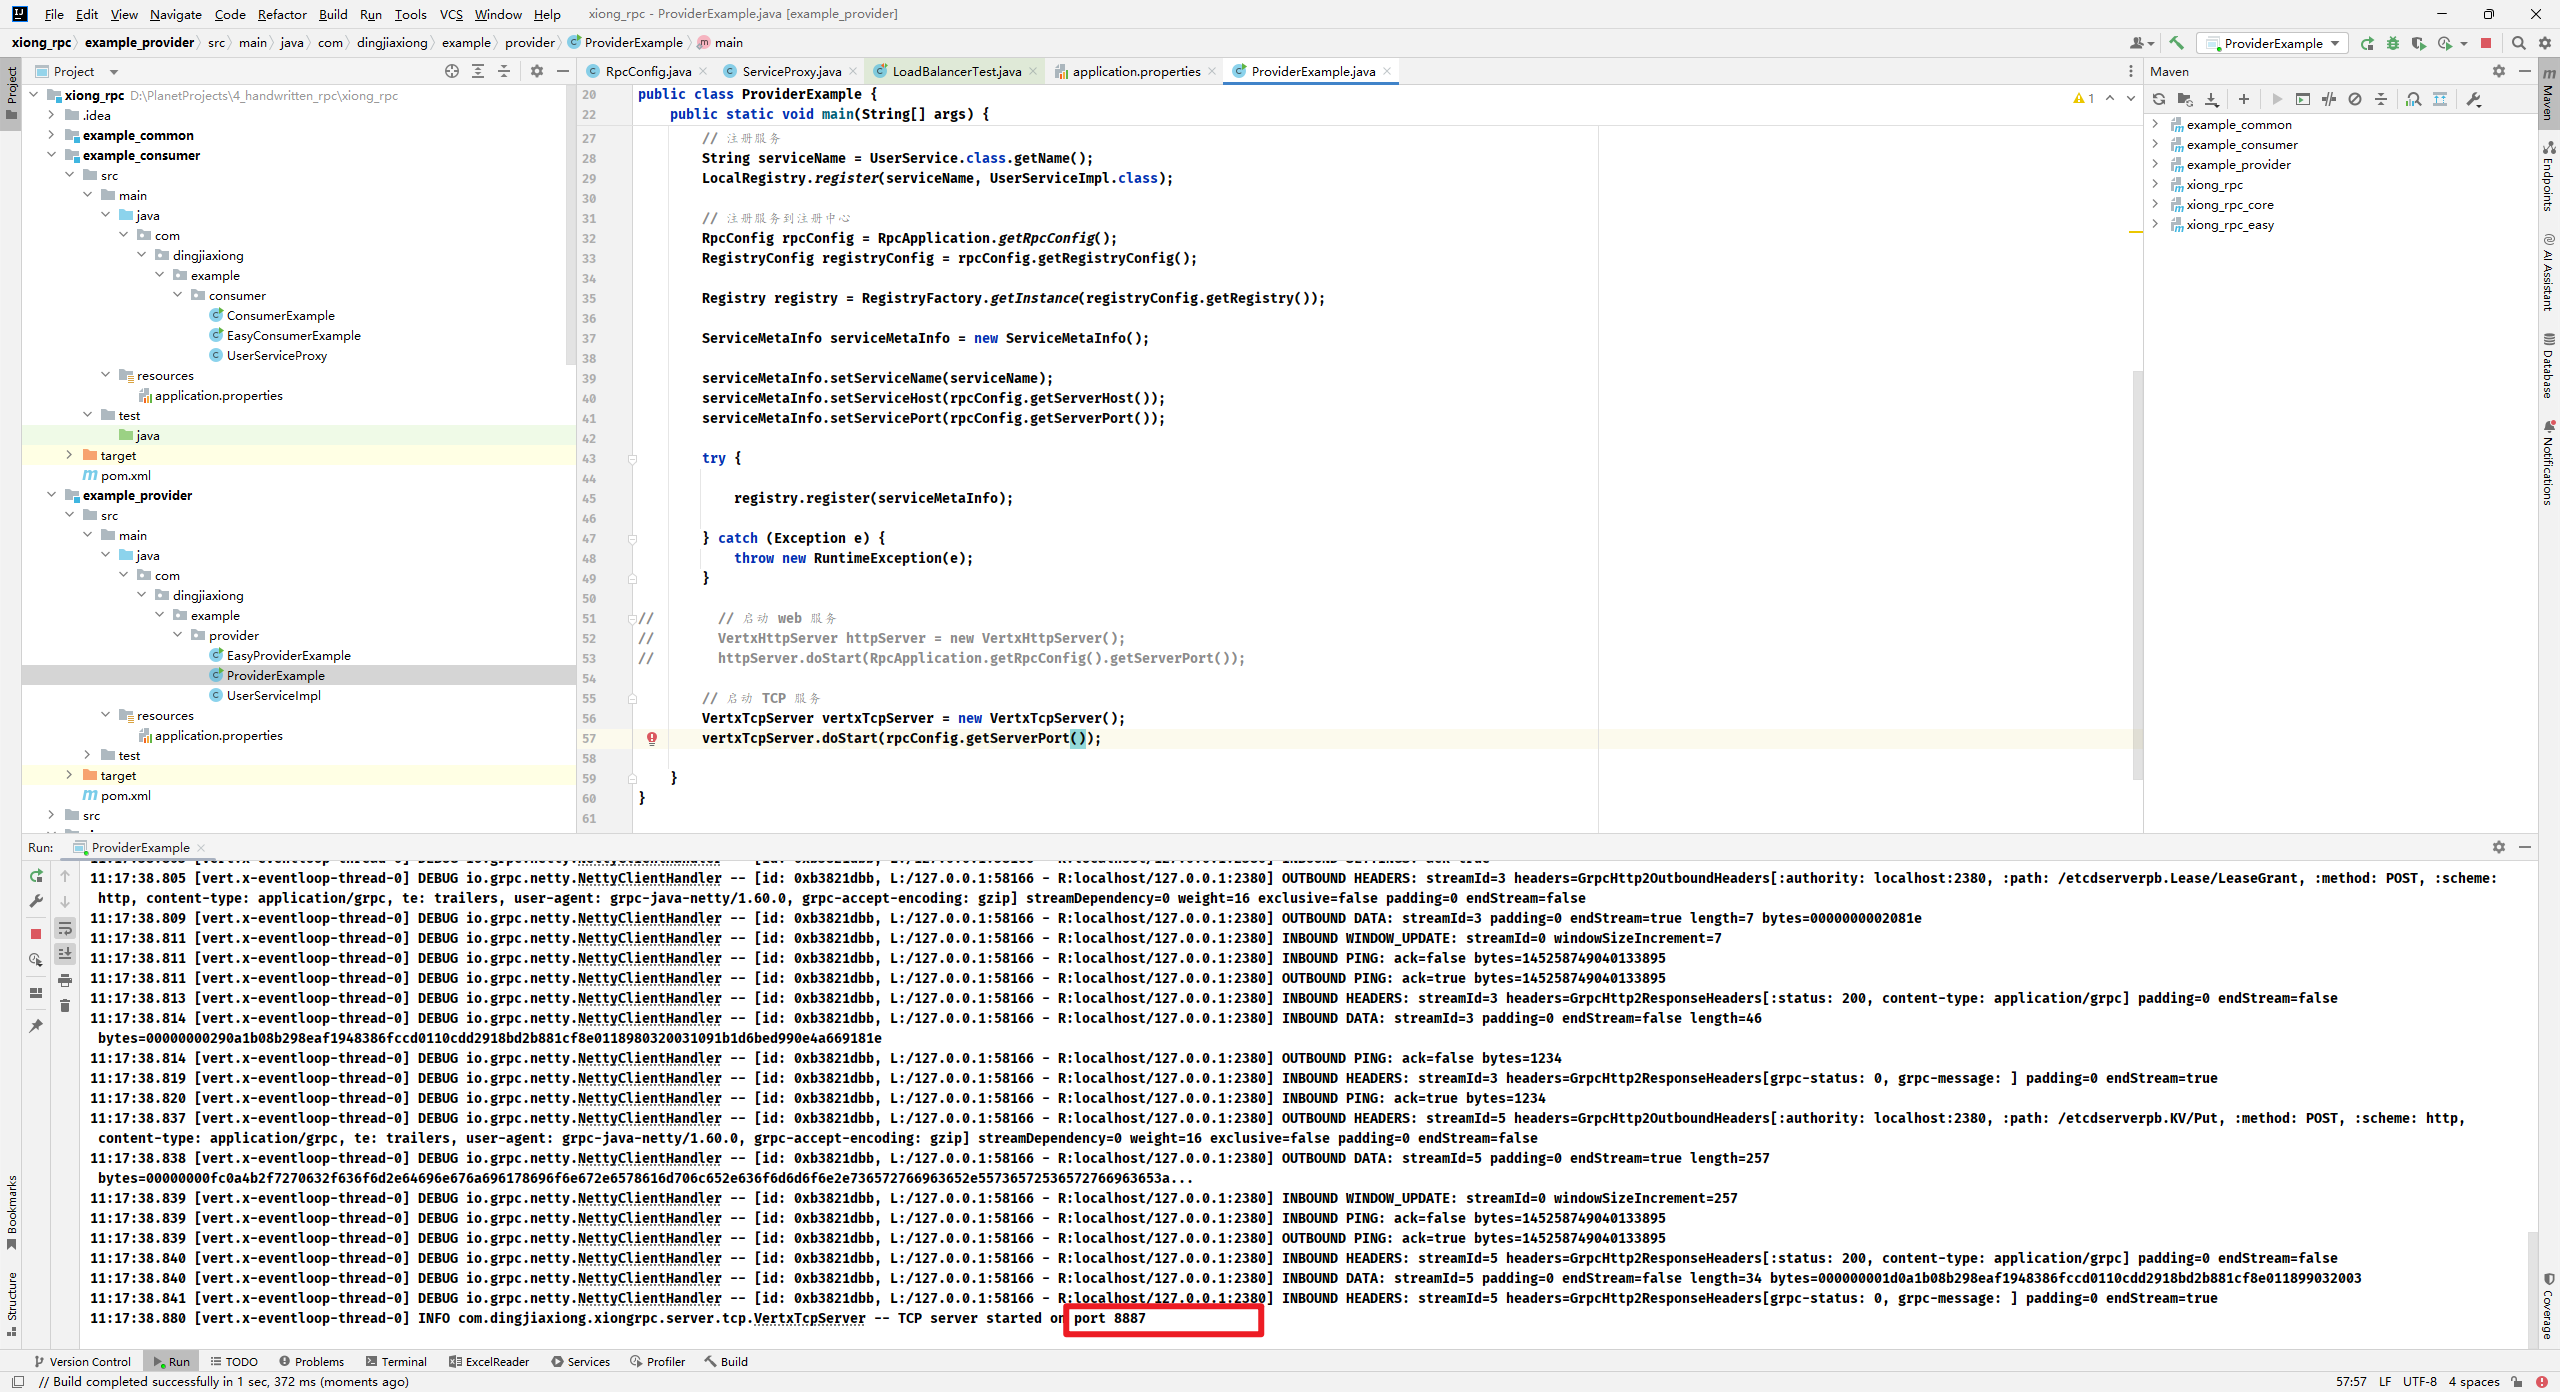 File Edit View Navigate Code Refactor Build Run Tools VCS Window Help xiong_rpc - ProviderExample.java [example_provider]
xiong_rpc example_provider src main java com dingjiaxiong example provider ProviderExample main ProviderExample
Project RpcConfig.java ServiceProxy.java LoadBalancerTest.java application.properties ProviderExample.java Maven
xiong_rpc D:\PlanetProjects\4_handwritten_rpc\xiong_rpc
.idea
example_common
example_consumer
src
main
java
com
dingjiaxiong
example
consumer
ConsumerExample
EasyConsumerExample
UserServiceProxy
resources
application.properties
test
java
target
pom.xml
example_provider
src
main
java
com
dingjiaxiong
example
provider
EasyProviderExample
ProviderExample
UserServiceImpl
resources
application.properties
test
target
pom.xml
src
20 public class ProviderExample {
22 public static void main(String[] args) {
27 // 注册服务
28 String serviceName = UserService.class.getName();
29 LocalRegistry.register(serviceName, UserServiceImpl.class);
30
31 // 注册服务到注册中心
32 RpcConfig rpcConfig = RpcApplication.getRpcConfig();
33 RegistryConfig registryConfig = rpcConfig.getRegistryConfig();
34
35 Registry registry = RegistryFactory.getInstance(registryConfig.getRegistry());
36
37 ServiceMetaInfo serviceMetaInfo = new ServiceMetaInfo();
38
39 serviceMetaInfo.setServiceName(serviceName);
40 serviceMetaInfo.setServiceHost(rpcConfig.getServerHost());
41 serviceMetaInfo.setServicePort(rpcConfig.getServerPort());
42
43 try {
44
45 registry.register(serviceMetaInfo);
46
47 } catch (Exception e) {
48 throw new RuntimeException(e);
49 }
50
51 // // 启动 web 服务
52 // VertxHttpServer httpServer = new VertxHttpServer();
53 // httpServer.doStart(RpcApplication.getRpcConfig().getServerPort());
54
55 // 启动 TCP 服务
56 VertxTcpServer vertxTcpServer = new VertxTcpServer();
57 vertxTcpServer.doStart(rpcConfig.getServerPort());
58
59 }
60 }
61
1
example_common
example_consumer
example_provider
xiong_rpc
xiong_rpc_core
xiong_rpc_easy
Project
Bookmarks
Structure
Maven
Endpoints
AI Assistant
Database
Notifications
Coverage
Run: ProviderExample
11:17:38.805 [vert.x-eventloop-thread-0] DEBUG io.grpc.netty.NettyClientHandler -- [id: 0xb3821dbb, L:/127.0.0.1:58166 - R:localhost/127.0.0.1:2380] OUTBOUND HEADERS: streamId=3 headers=GrpcHttp2OutboundHeaders[:authority: localhost:2380, :path: /etcdserverpb.Lease/LeaseGrant, :method: POST, :scheme:
http, content-type: application/grpc, te: trailers, user-agent: grpc-java-netty/1.60.0, grpc-accept-encoding: gzip] streamDependency=0 weight=16 exclusive=false padding=0 endStream=false
11:17:38.809 [vert.x-eventloop-thread-0] DEBUG io.grpc.netty.NettyClientHandler -- [id: 0xb3821dbb, L:/127.0.0.1:58166 - R:localhost/127.0.0.1:2380] OUTBOUND DATA: streamId=3 padding=0 endStream=true length=7 bytes=0000000002081e
11:17:38.811 [vert.x-eventloop-thread-0] DEBUG io.grpc.netty.NettyClientHandler -- [id: 0xb3821dbb, L:/127.0.0.1:58166 - R:localhost/127.0.0.1:2380] INBOUND WINDOW_UPDATE: streamId=0 windowSizeIncrement=7
11:17:38.811 [vert.x-eventloop-thread-0] DEBUG io.grpc.netty.NettyClientHandler -- [id: 0xb3821dbb, L:/127.0.0.1:58166 - R:localhost/127.0.0.1:2380] INBOUND PING: ack=false bytes=145258749040133895
11:17:38.811 [vert.x-eventloop-thread-0] DEBUG io.grpc.netty.NettyClientHandler -- [id: 0xb3821dbb, L:/127.0.0.1:58166 - R:localhost/127.0.0.1:2380] OUTBOUND PING: ack=true bytes=145258749040133895
11:17:38.813 [vert.x-eventloop-thread-0] DEBUG io.grpc.netty.NettyClientHandler -- [id: 0xb3821dbb, L:/127.0.0.1:58166 - R:localhost/127.0.0.1:2380] INBOUND HEADERS: streamId=3 headers=GrpcHttp2ResponseHeaders[:status: 200, content-type: application/grpc] padding=0 endStream=false
11:17:38.814 [vert.x-eventloop-thread-0] DEBUG io.grpc.netty.NettyClientHandler -- [id: 0xb3821dbb, L:/127.0.0.1:58166 - R:localhost/127.0.0.1:2380] INBOUND DATA: streamId=3 padding=0 endStream=false length=46
bytes=00000000290a1b08b298eaf1948386fccd0110cdd2918bd2b881cf8e0118980320031091b1d6bed990e4a669181e
11:17:38.814 [vert.x-eventloop-thread-0] DEBUG io.grpc.netty.NettyClientHandler -- [id: 0xb3821dbb, L:/127.0.0.1:58166 - R:localhost/127.0.0.1:2380] OUTBOUND PING: ack=false bytes=1234
11:17:38.819 [vert.x-eventloop-thread-0] DEBUG io.grpc.netty.NettyClientHandler -- [id: 0xb3821dbb, L:/127.0.0.1:58166 - R:localhost/127.0.0.1:2380] INBOUND HEADERS: streamId=3 headers=GrpcHttp2ResponseHeaders[grpc-status: 0, grpc-message: ] padding=0 endStream=true
11:17:38.820 [vert.x-eventloop-thread-0] DEBUG io.grpc.netty.NettyClientHandler -- [id: 0xb3821dbb, L:/127.0.0.1:58166 - R:localhost/127.0.0.1:2380] INBOUND PING: ack=true bytes=1234
11:17:38.837 [vert.x-eventloop-thread-0] DEBUG io.grpc.netty.NettyClientHandler -- [id: 0xb3821dbb, L:/127.0.0.1:58166 - R:localhost/127.0.0.1:2380] OUTBOUND HEADERS: streamId=5 headers=GrpcHttp2OutboundHeaders[:authority: localhost:2380, :path: /etcdserverpb.KV/Put, :method: POST, :scheme: http,
content-type: application/grpc, te: trailers, user-agent: grpc-java-netty/1.60.0, grpc-accept-encoding: gzip] streamDependency=0 weight=16 exclusive=false padding=0 endStream=false
11:17:38.838 [vert.x-eventloop-thread-0] DEBUG io.grpc.netty.NettyClientHandler -- [id: 0xb3821dbb, L:/127.0.0.1:58166 - R:localhost/127.0.0.1:2380] OUTBOUND DATA: streamId=5 padding=0 endStream=true length=257
bytes=00000000fc0a4b2f7270632f636f6d2e64696e676a696178696f6e672e6578616d706c652e636f6d6d6f6e2e736572766963652e55736572536572766963653a...
11:17:38.839 [vert.x-eventloop-thread-0] DEBUG io.grpc.netty.NettyClientHandler -- [id: 0xb3821dbb, L:/127.0.0.1:58166 - R:localhost/127.0.0.1:2380] INBOUND WINDOW_UPDATE: streamId=0 windowSizeIncrement=257
11:17:38.839 [vert.x-eventloop-thread-0] DEBUG io.grpc.netty.NettyClientHandler -- [id: 0xb3821dbb, L:/127.0.0.1:58166 - R:localhost/127.0.0.1:2380] INBOUND PING: ack=false bytes=145258749040133895
11:17:38.839 [vert.x-eventloop-thread-0] DEBUG io.grpc.netty.NettyClientHandler -- [id: 0xb3821dbb, L:/127.0.0.1:58166 - R:localhost/127.0.0.1:2380] OUTBOUND PING: ack=true bytes=145258749040133895
11:17:38.840 [vert.x-eventloop-thread-0] DEBUG io.grpc.netty.NettyClientHandler -- [id: 0xb3821dbb, L:/127.0.0.1:58166 - R:localhost/127.0.0.1:2380] INBOUND HEADERS: streamId=5 headers=GrpcHttp2ResponseHeaders[:status: 200, content-type: application/grpc] padding=0 endStream=false
11:17:38.840 [vert.x-eventloop-thread-0] DEBUG io.grpc.netty.NettyClientHandler -- [id: 0xb3821dbb, L:/127.0.0.1:58166 - R:localhost/127.0.0.1:2380] INBOUND DATA: streamId=5 padding=0 endStream=false length=34 bytes=000000001d0a1b08b298eaf1948386fccd0110cdd2918bd2b881cf8e011899032003
11:17:38.841 [vert.x-eventloop-thread-0] DEBUG io.grpc.netty.NettyClientHandler -- [id: 0xb3821dbb, L:/127.0.0.1:58166 - R:localhost/127.0.0.1:2380] INBOUND HEADERS: streamId=5 headers=GrpcHttp2ResponseHeaders[grpc-status: 0, grpc-message: ] padding=0 endStream=true
11:17:38.880 [vert.x-eventloop-thread-0] INFO com.dingjiaxiong.xiongrpc.server.tcp.VertxTcpServer -- TCP server started on port 8887
Version Control Run TODO Problems Terminal ExcelReader Services Profiler Build
// Build completed successfully in 1 sec, 372 ms (moments ago) 57:57 LF UTF-8 4 spaces